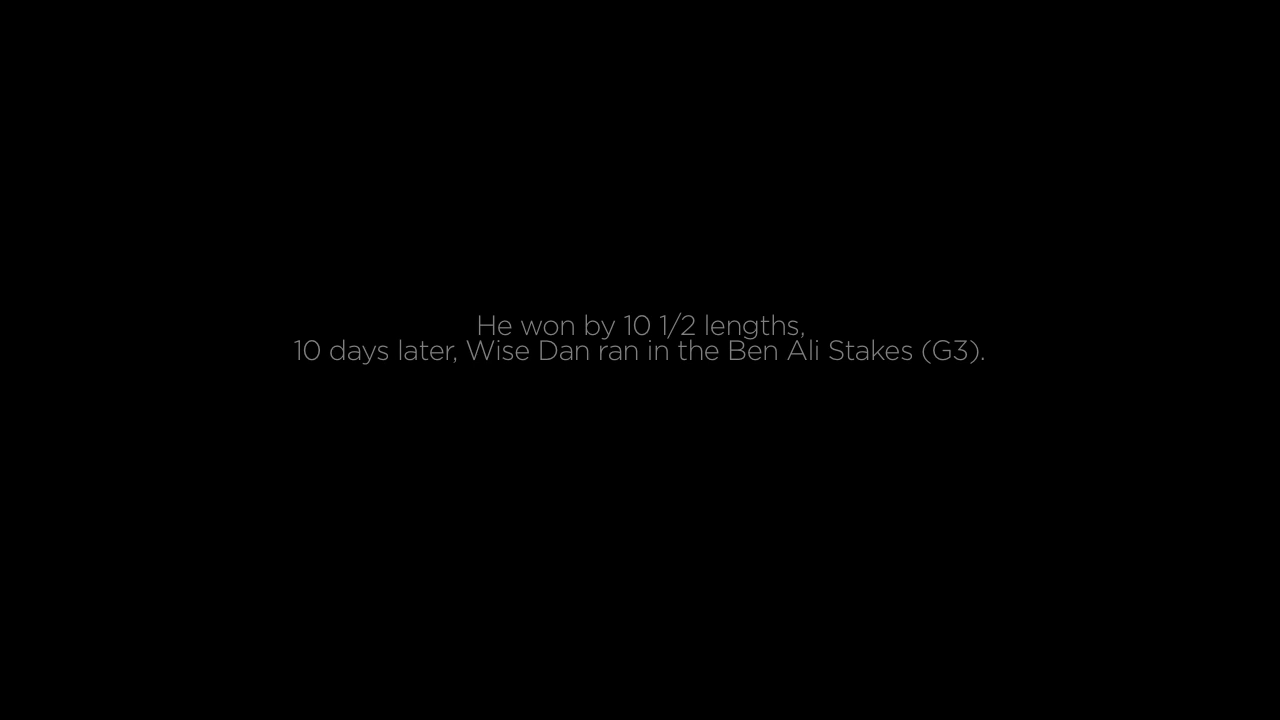 He won by 10 1/2 lengths,
10 days later, Wise Dan ran in the Ben Ali Stakes (G3).